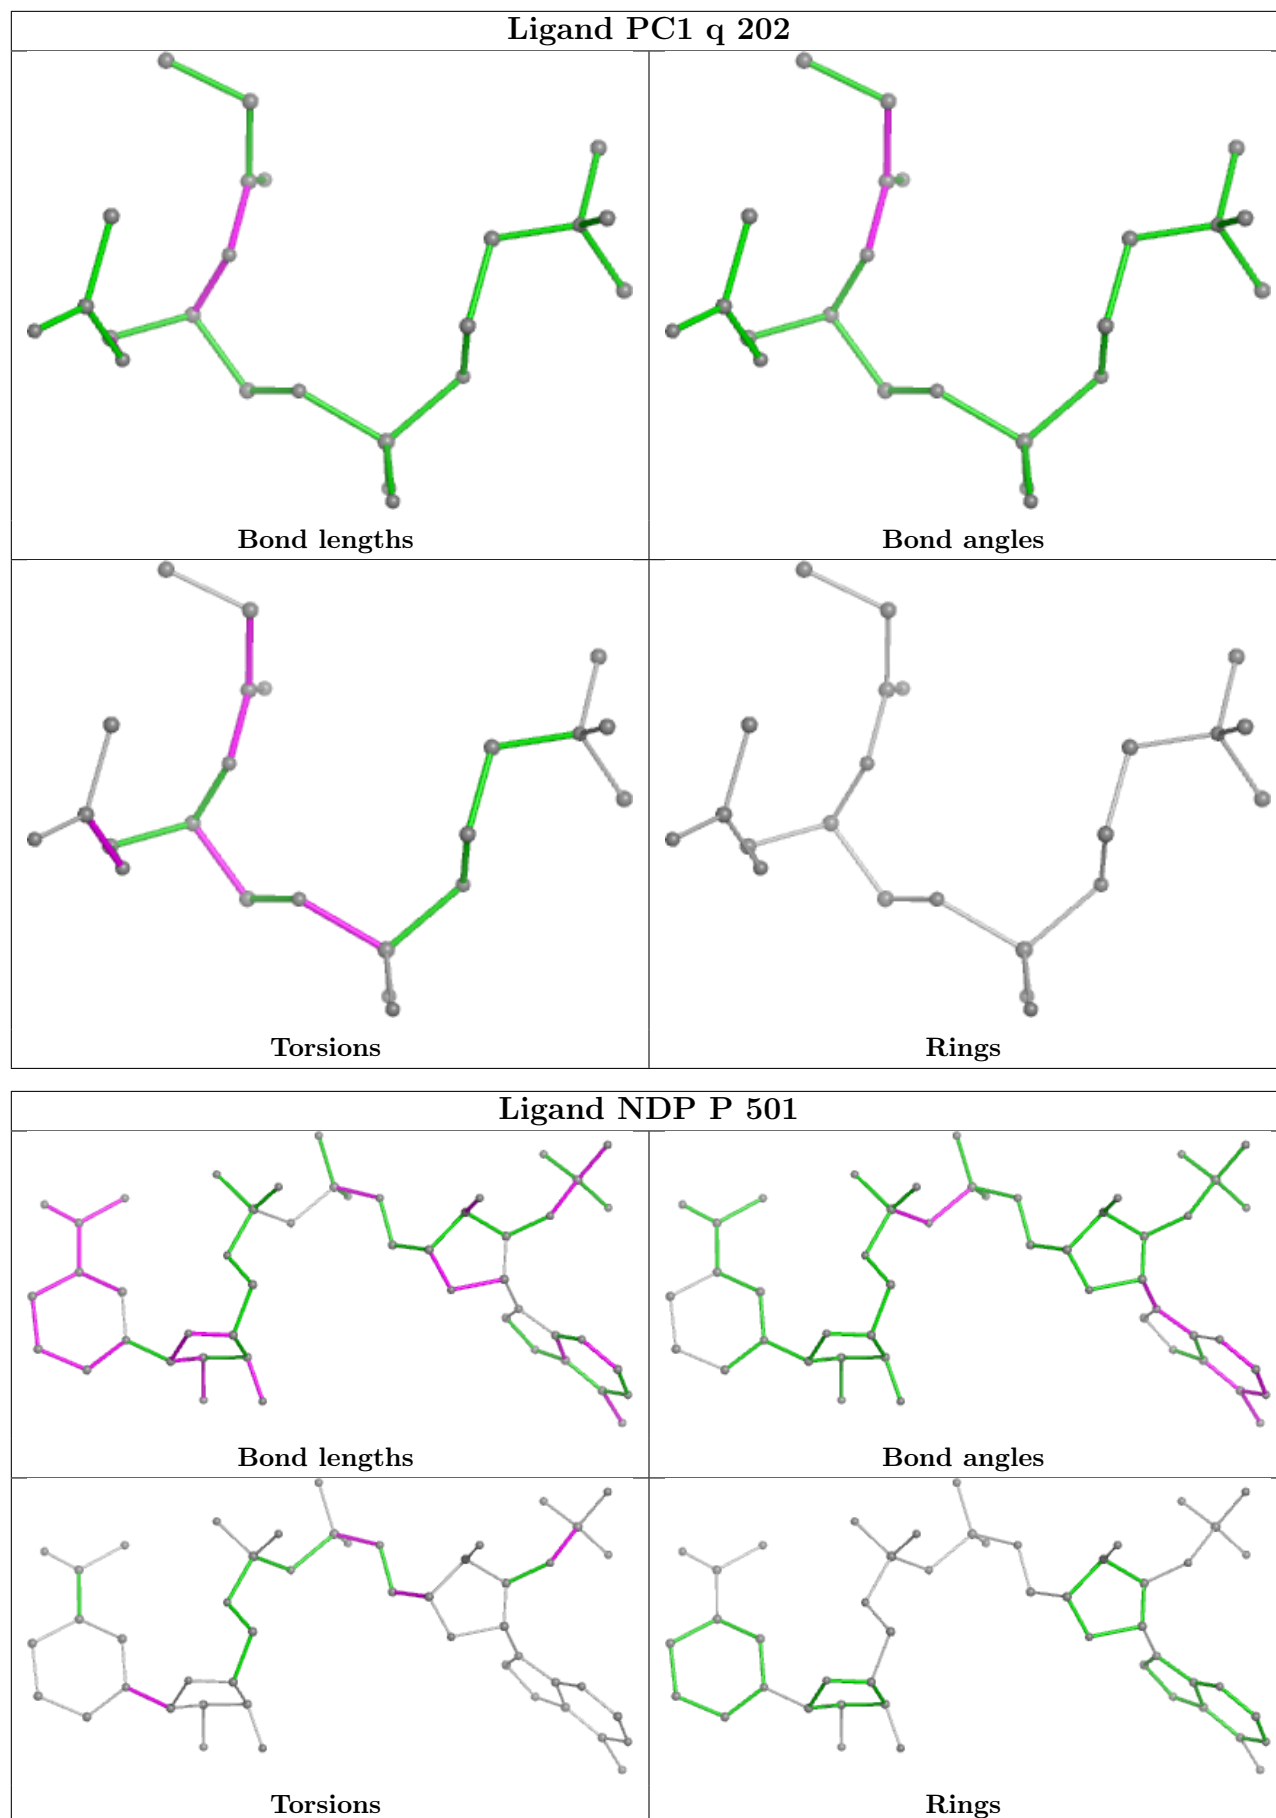 Ligand PC1 q 202
Bond lengths
Bond angles
Torsions
Rings
Ligand NDP P 501
Bond lengths
Bond angles
Torsions
Rings